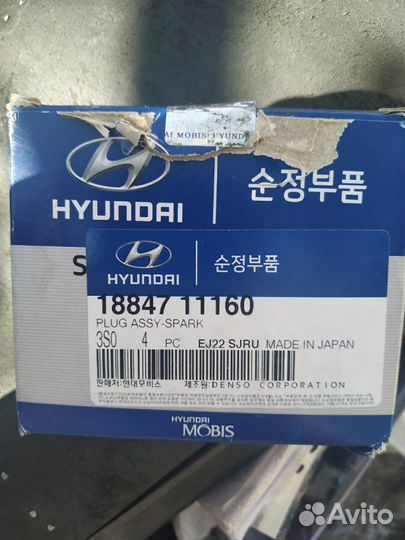 AI MOBIS HYUND
HYUNDAI
순정부품
S
HYUNDAI
순정부품
18847 11160
PLUG ASSY-SPARK
3S0 4 PC EJ22 SJRU MADE IN JAPAN
판매처:현대모비스 제조원:DENSO CORPORATION
HYUNDAI
MOBIS
Avito